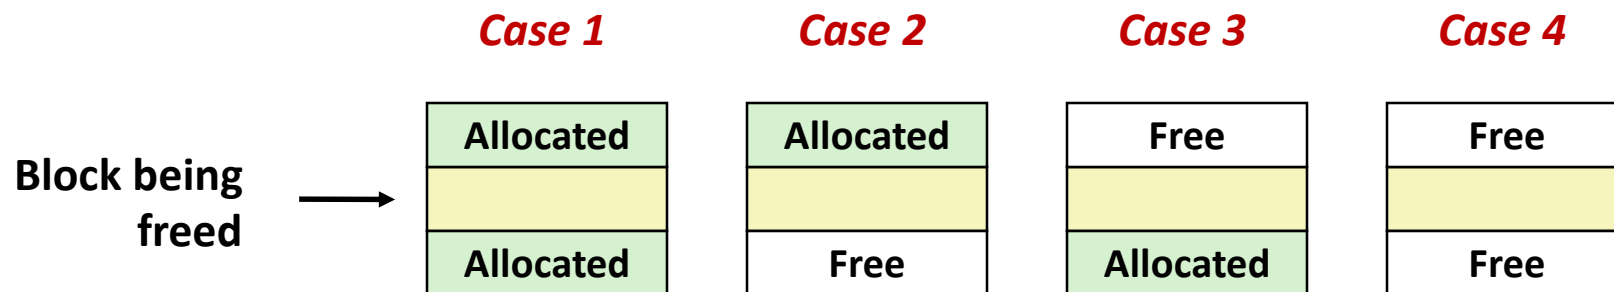 Case 1 Case 2 Case 3 Case 4
Allocated Allocated Free Free
Block being
freed
Allocated Free Allocated Free